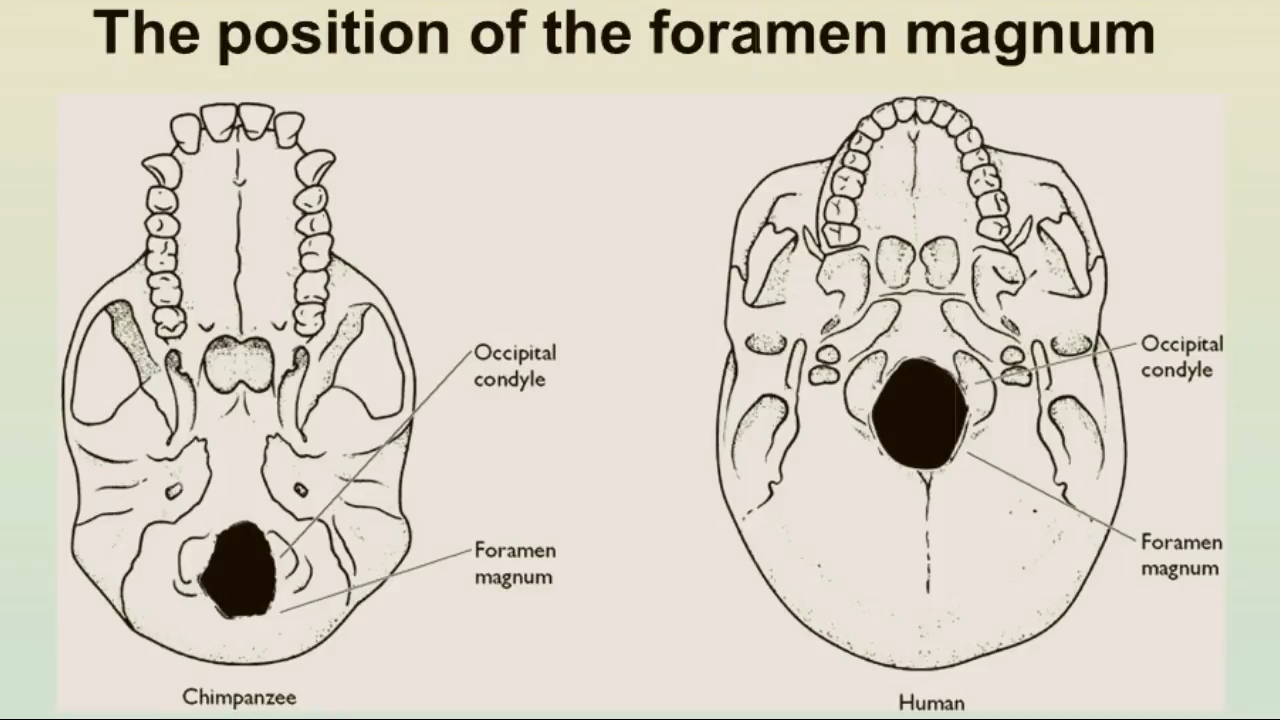 The position of the foramen magnum
Occipital
condyle
Foramen
magnum
Chimpanzee
Occipital
condyle
Foramen
magnum
Human